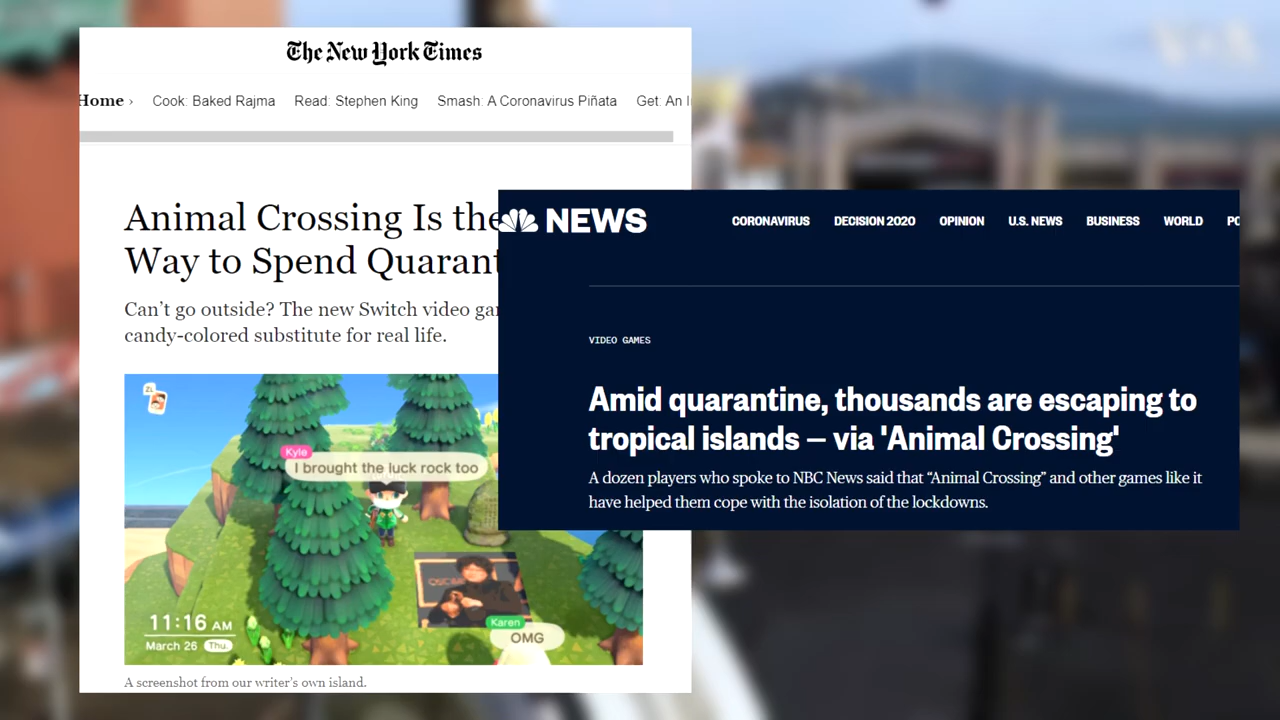 VOA
The New York Times
Home › Cook: Baked Rajma Read: Stephen King Smash: A Coronavirus Piñata Get: An I
Animal Crossing Is the
Way to Spend Quarant
Can't go outside? The new Switch video ga
candy-colored substitute for real life.
Kyle
I brought the luck rock too
OSCARS
Karen
OMG
11:16 AM
March 26 Thu.
A screenshot from our writer's own island.
NEWS
CORONAVIRUS DECISION 2020 OPINION U.S. NEWS BUSINESS WORLD PO
VIDEO GAMES
Amid quarantine, thousands are escaping to
tropical islands — via 'Animal Crossing'
A dozen players who spoke to NBC News said that “Animal Crossing” and other games like it
have helped them cope with the isolation of the lockdowns.